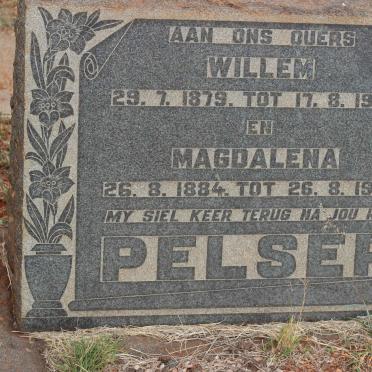 AAN ONS OUERS
WILLEM
29. 7. 1879. TOT 17. 8. 19
EN
MAGDALENA
26. 8. 1884. TOT 26. 8. 19
MY SIEL KEER TERUG NA JOU
PELSER